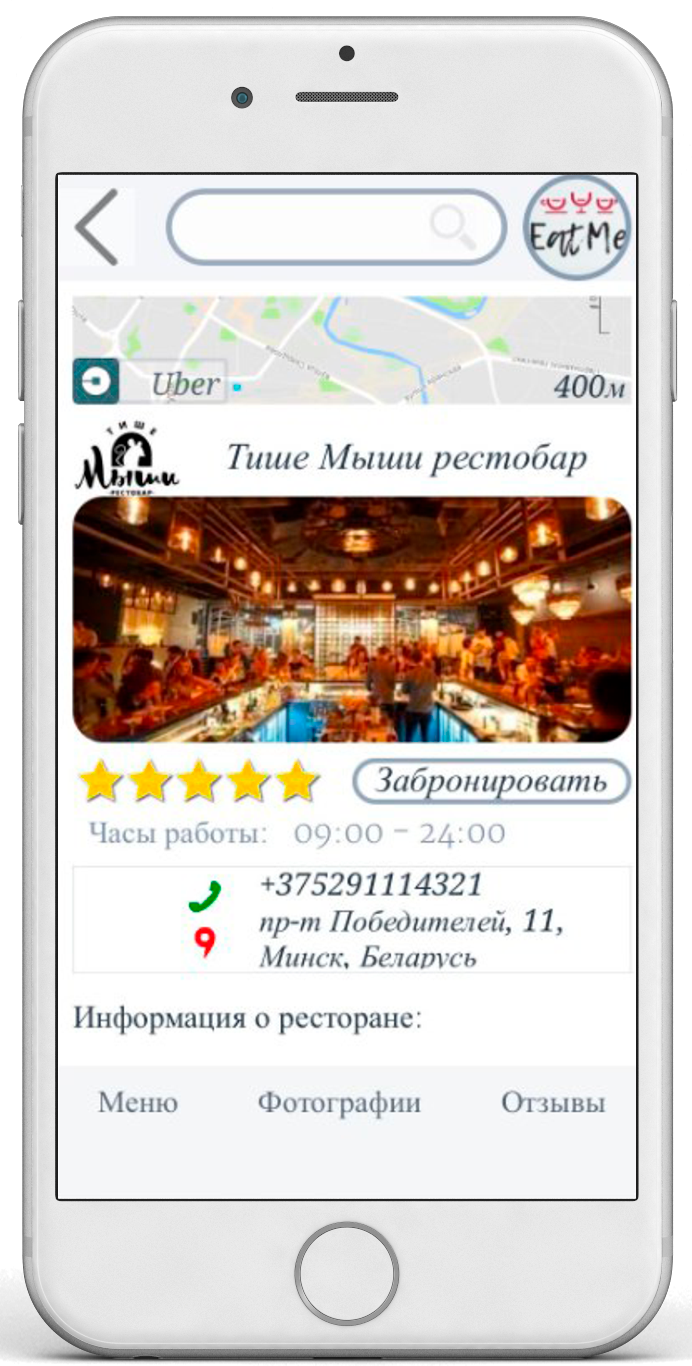 Eat Me
Uber
400м
ТИШЕ
Мыши
РЕСТОБАР
Тише Мыши рестобар
Забронировать
Часы работы: 09:00 - 24:00
+375291114321
пр-т Победителей, 11,
Минск, Беларусь
Информация о ресторане:
Меню Фотографии Отзывы